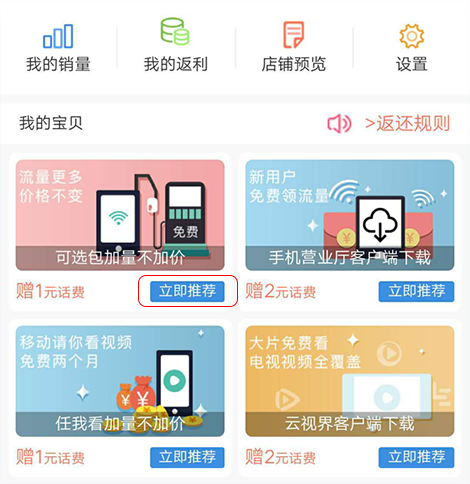 我的销量
我的返利
店铺预览
设置
我的宝贝
>返还规则
流量更多
价格不变
免费
可选包加量不加价
赠1元话费
立即推荐
新用户
免费领流量
手机营业厅客户端下载
赠2元话费
立即推荐
移动请你看视频
免费两个月
任我看加量不加价
赠1元话费
立即推荐
大片免费看
电视视频全覆盖
云视界客户端下载
赠2元话费
立即推荐